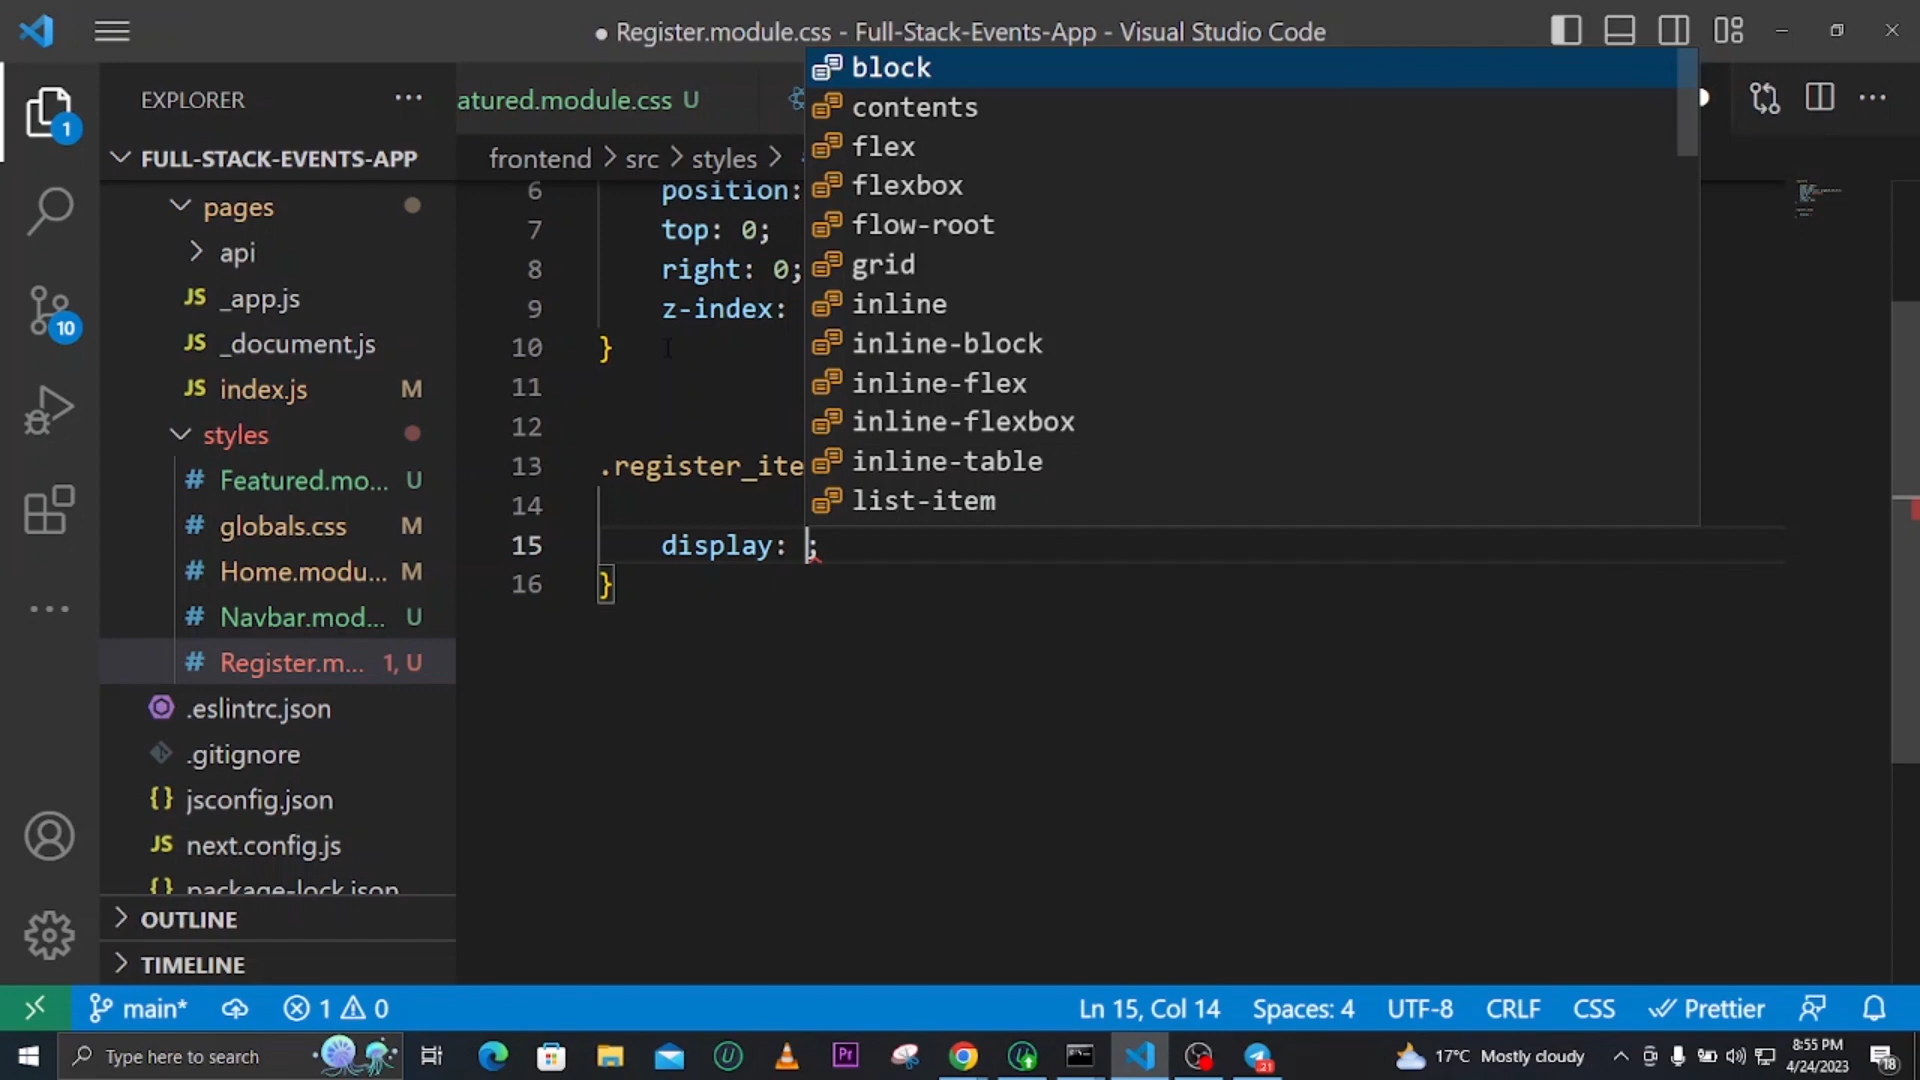 ● Register.module.css - Full-Stack-Events-App - Visual Studio Code
EXPLORER
FULL-STACK-EVENTS-APP
pages
api
JS _app.js
JS _document.js
JS index.js M
styles
# Featured.mo... U
# globals.css M
# Home.modu... M
# Navbar.mod... U
# Register.m... 1, U
.eslintrc.json
.gitignore
{} jsconfig.json
JS next.config.js
{} package-lock.json
OUTLINE
TIMELINE
1
10
atured.module.css U
frontend > src > styles >
6 position:
7 top: 0;
8 right: 0;
9 z-index:
10 }
11
12
13 .register_ite
14
15 display: ;
16 }
block
contents
flex
flexbox
flow-root
grid
inline
inline-block
inline-flex
inline-flexbox
inline-table
list-item
main* 1 0 Ln 15, Col 14 Spaces: 4 UTF-8 CRLF CSS Prettier
Type here to search
Pr
21
17°C Mostly cloudy
8:55 PM
4/24/2023
18